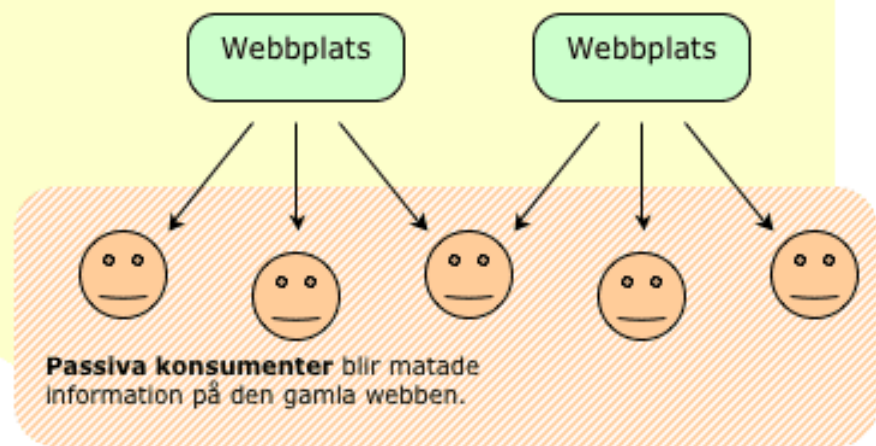 Webbplats
Webbplats
Passiva konsumenter blir matade
information på den gamla webben.